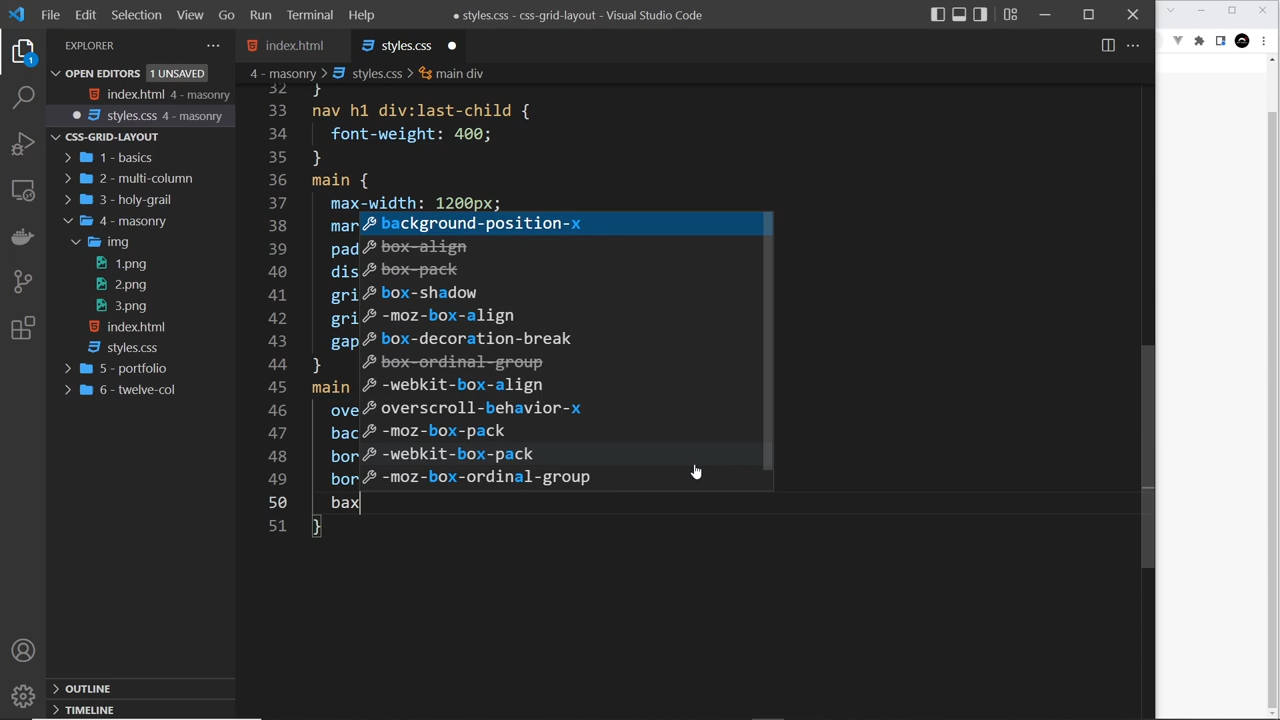 File Edit Selection View Go Run Terminal Help ● styles.css - css-grid-layout - Visual Studio Code
EXPLORER
index.html styles.css
OPEN EDITORS 1 UNSAVED
4 - masonry > styles.css > main div
index.html 4 - masonry
styles.css 4 - masonry
CSS-GRID-LAYOUT
1 - basics
2 - multi-column
3 - holy-grail
4 - masonry
img
1.png
2.png
3.png
index.html
styles.css
5 - portfolio
6 - twelve-col
OUTLINE
TIMELINE
1
32 }
33 nav h1 div:last-child {
34 font-weight: 400;
35 }
36 main {
37 max-width: 1200px;
38 mar
39 pad
40 dis
41 gri
42 gri
43 gap
44 }
45 main
46 ove
47 bac
48 bor
49 bor
50 bax
51 }
background-position-x
box-align
box-pack
box-shadow
-moz-box-align
box-decoration-break
box-ordinal-group
-webkit-box-align
overscroll-behavior-x
-moz-box-pack
-webkit-box-pack
-moz-box-ordinal-group